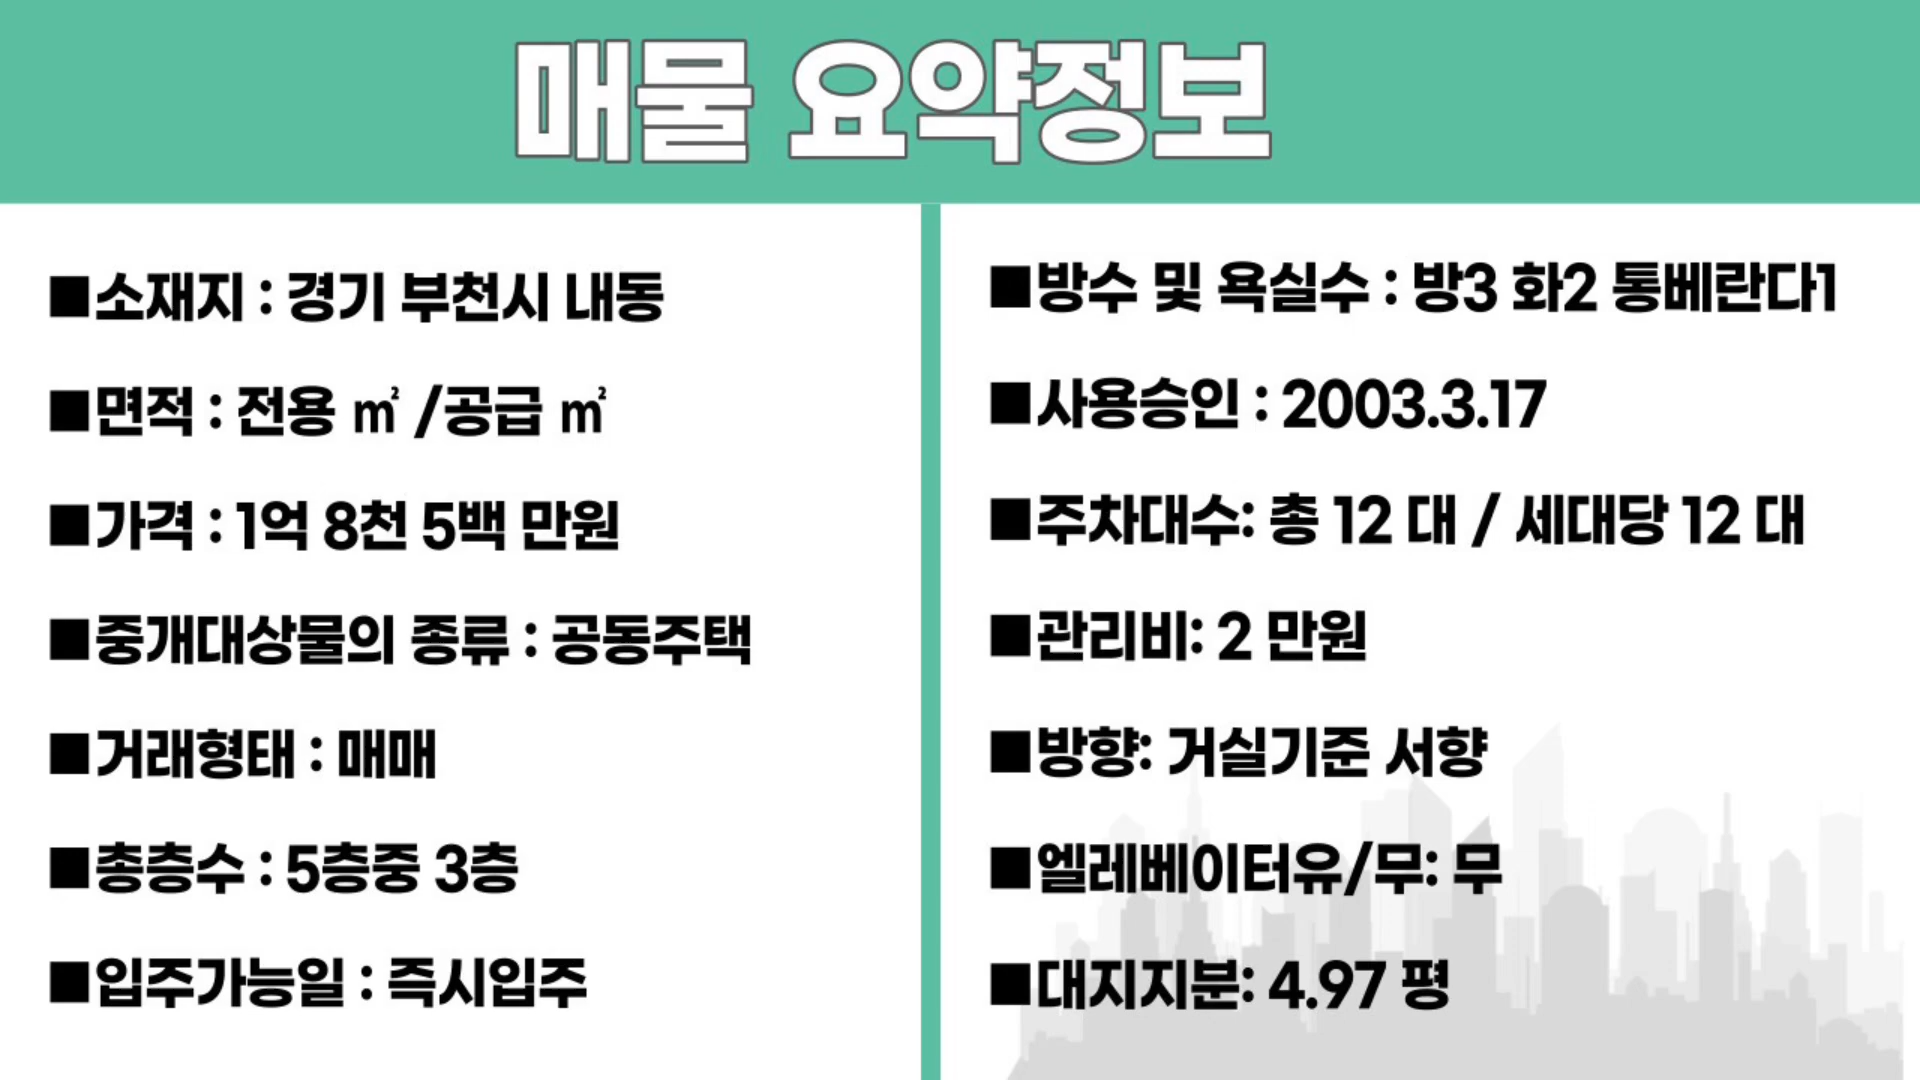 매물 요약정보
■소재지 : 경기 부천시 내동
■면적 : 전용 ㎡ /공급 ㎡
■가격 : 1억 8천 5백 만원
■중개대상물의 종류 : 공동주택
■거래형태 : 매매
■총층수 : 5층중 3층
■입주가능일 : 즉시입주
■방수 및 욕실수 : 방3 화2 통베란다1
■사용승인 : 2003.3.17
■주차대수: 총 12 대 / 세대당 12 대
■관리비: 2 만원
■방향: 거실기준 서향
■엘레베이터유/무: 무
■대지지분: 4.97 평